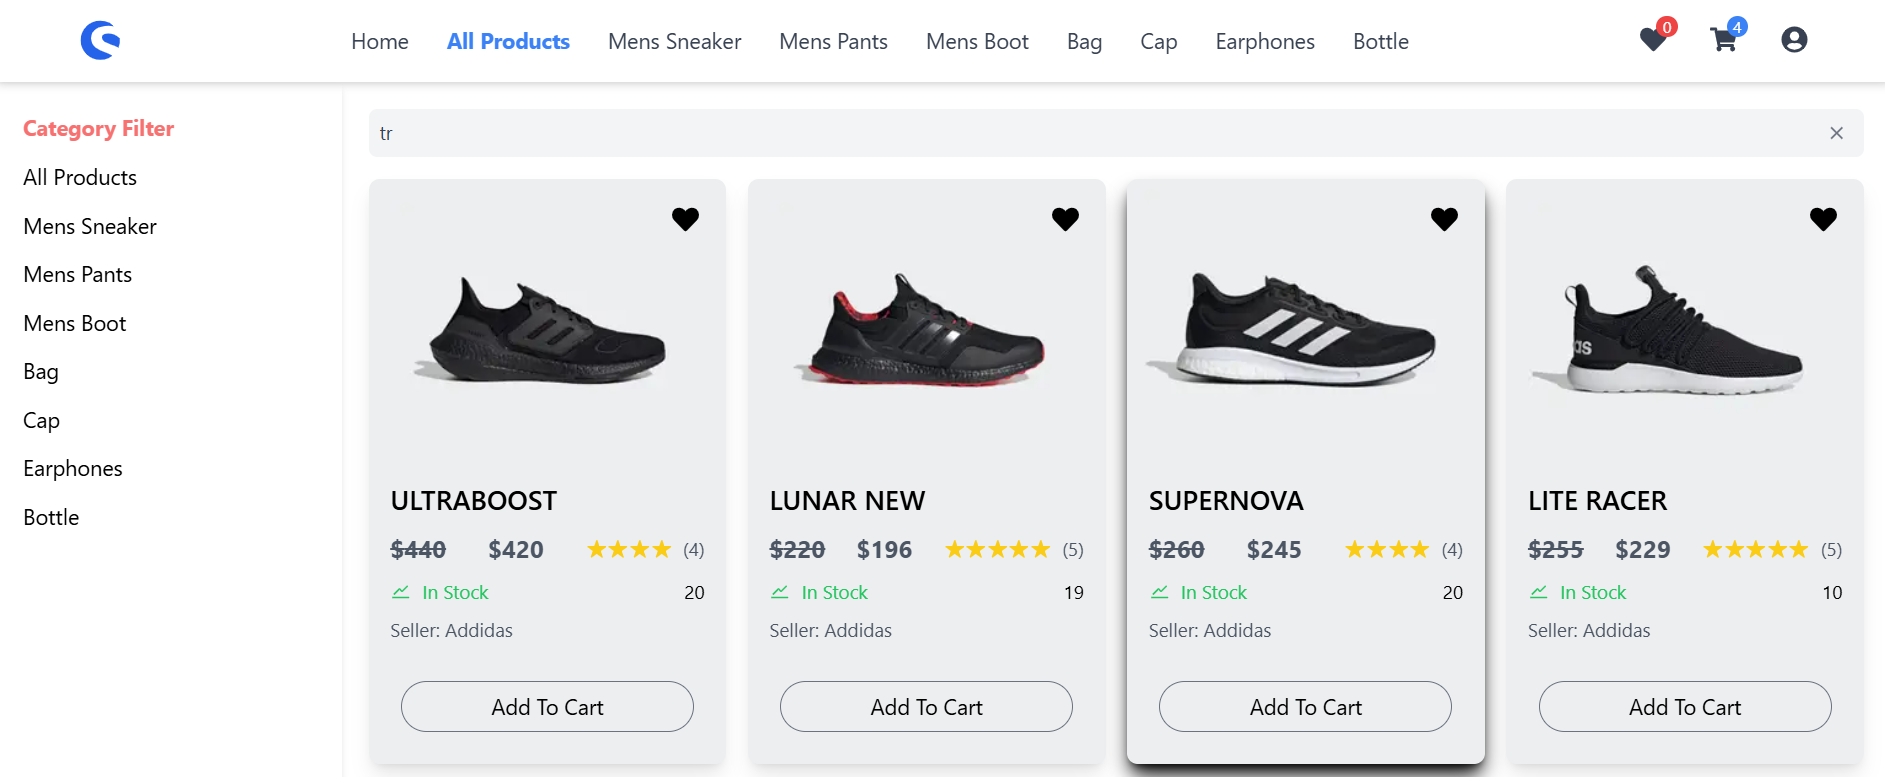 Home All Products Mens Sneaker Mens Pants Mens Boot Bag Cap Earphones Bottle 0 4
Category Filter
All Products
Mens Sneaker
Mens Pants
Mens Boot
Bag
Cap
Earphones
Bottle
tr
ULTRABOOST
$440 $420 (4)
In Stock 20
Seller: Addidas
Add To Cart
LUNAR NEW
$220 $196 (5)
In Stock 19
Seller: Addidas
Add To Cart
SUPERNOVA
$260 $245 (4)
In Stock 20
Seller: Addidas
Add To Cart
as
LITE RACER
$255 $229 (5)
In Stock 10
Seller: Addidas
Add To Cart